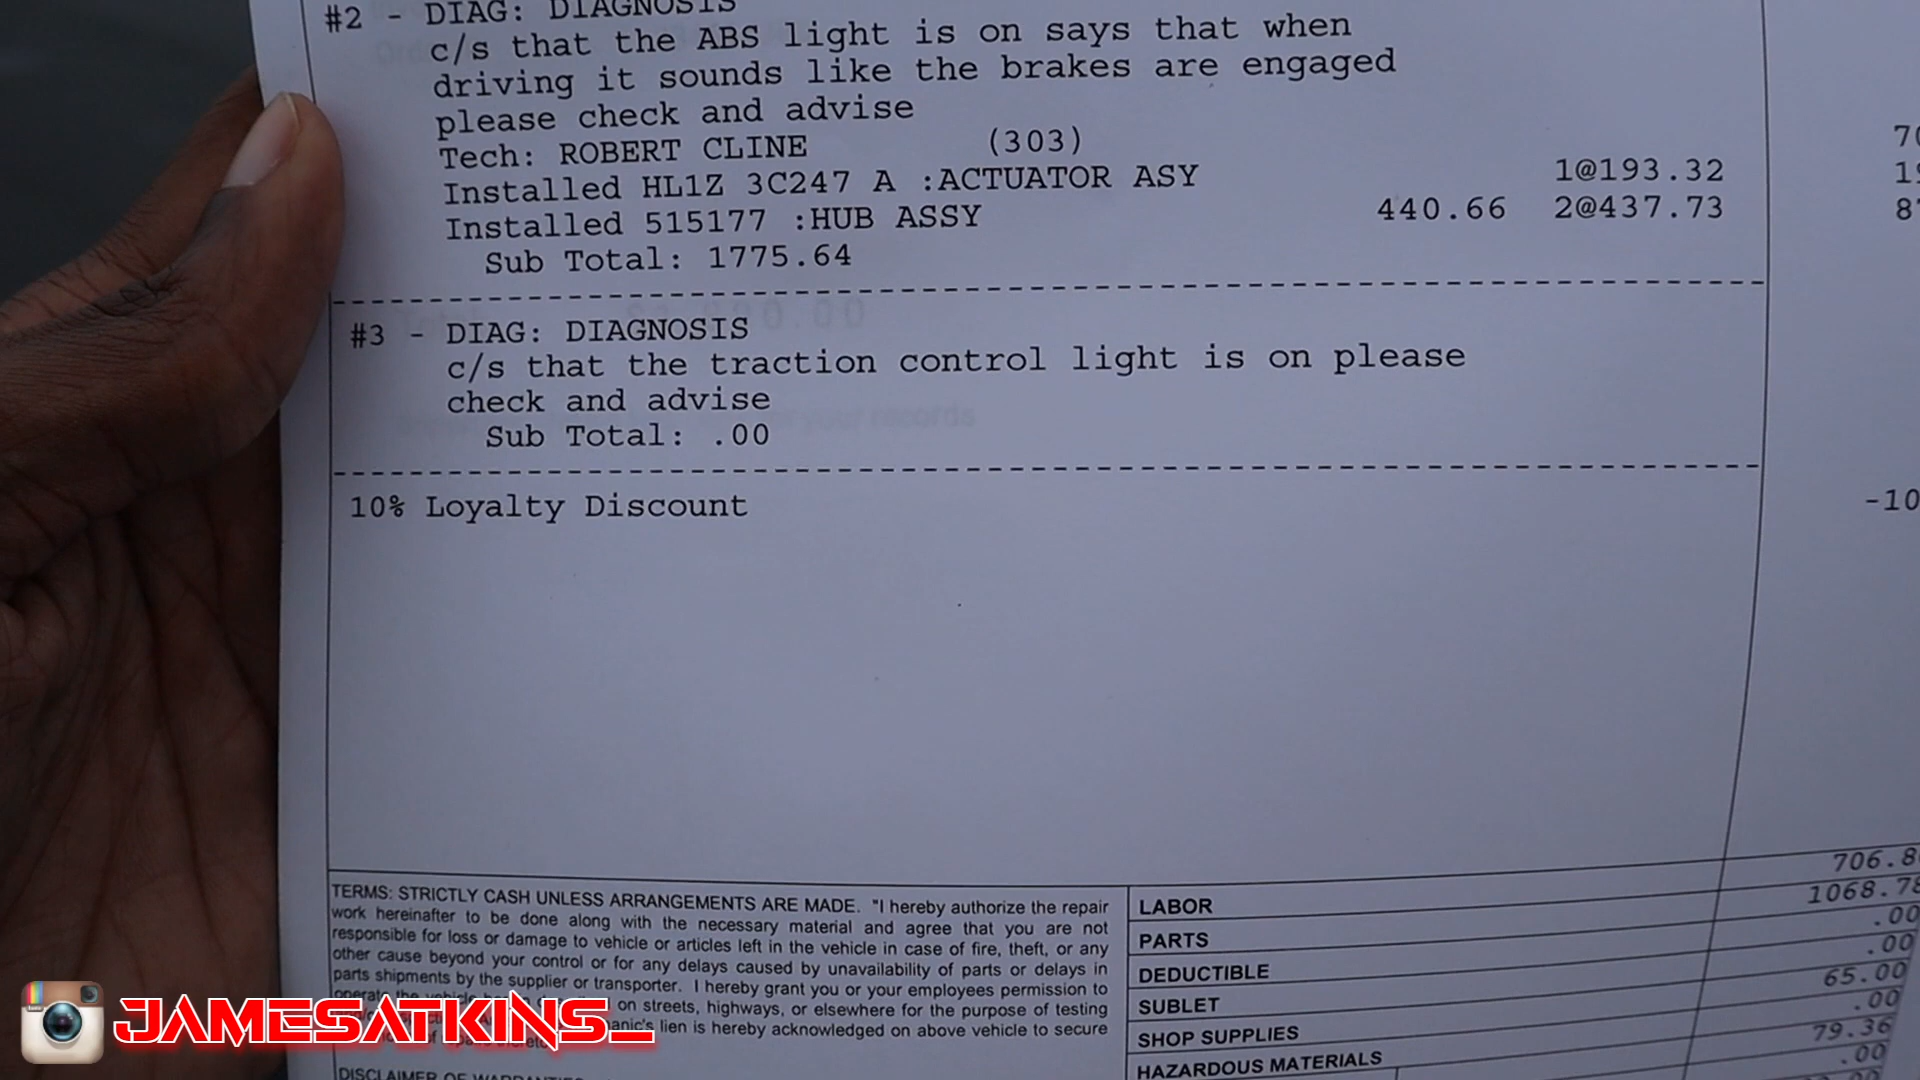 #2 - DIAG: DIAGNOSIS
c/s that the ABS light is on says that when
driving it sounds like the brakes are engaged
please check and advise
Tech: ROBERT CLINE (303)
Installed HL1Z 3C247 A :ACTUATOR ASY 1@193.32
Installed 515177 :HUB ASSY 440.66 2@437.73
Sub Total: 1775.64
#3 - DIAG: DIAGNOSIS
c/s that the traction control light is on please
check and advise
Sub Total: .00
10% Loyalty Discount -10
TERMS: STRICTLY CASH UNLESS ARRANGEMENTS ARE MADE. "I hereby authorize the repair
work hereinafter to be done along with the necessary material and agree that you are not
responsible for loss or damage to vehicle or articles left in the vehicle in case of fire, theft, or any
other cause beyond your control or for any delays caused by unavailability of parts or delays in
parts shipments by the supplier or transporter. I hereby grant you or your employees permission to
operate the on streets, highways, or elsewhere for the purpose of testing
lien is hereby acknowledged on above vehicle to secure
LABOR 706.8
PARTS 1068.78
DEDUCTIBLE .00
SUBLET .00
SHOP SUPPLIES 65.00
HAZARDOUS MATERIALS .00
79.36
.00
JAMESATKINS_